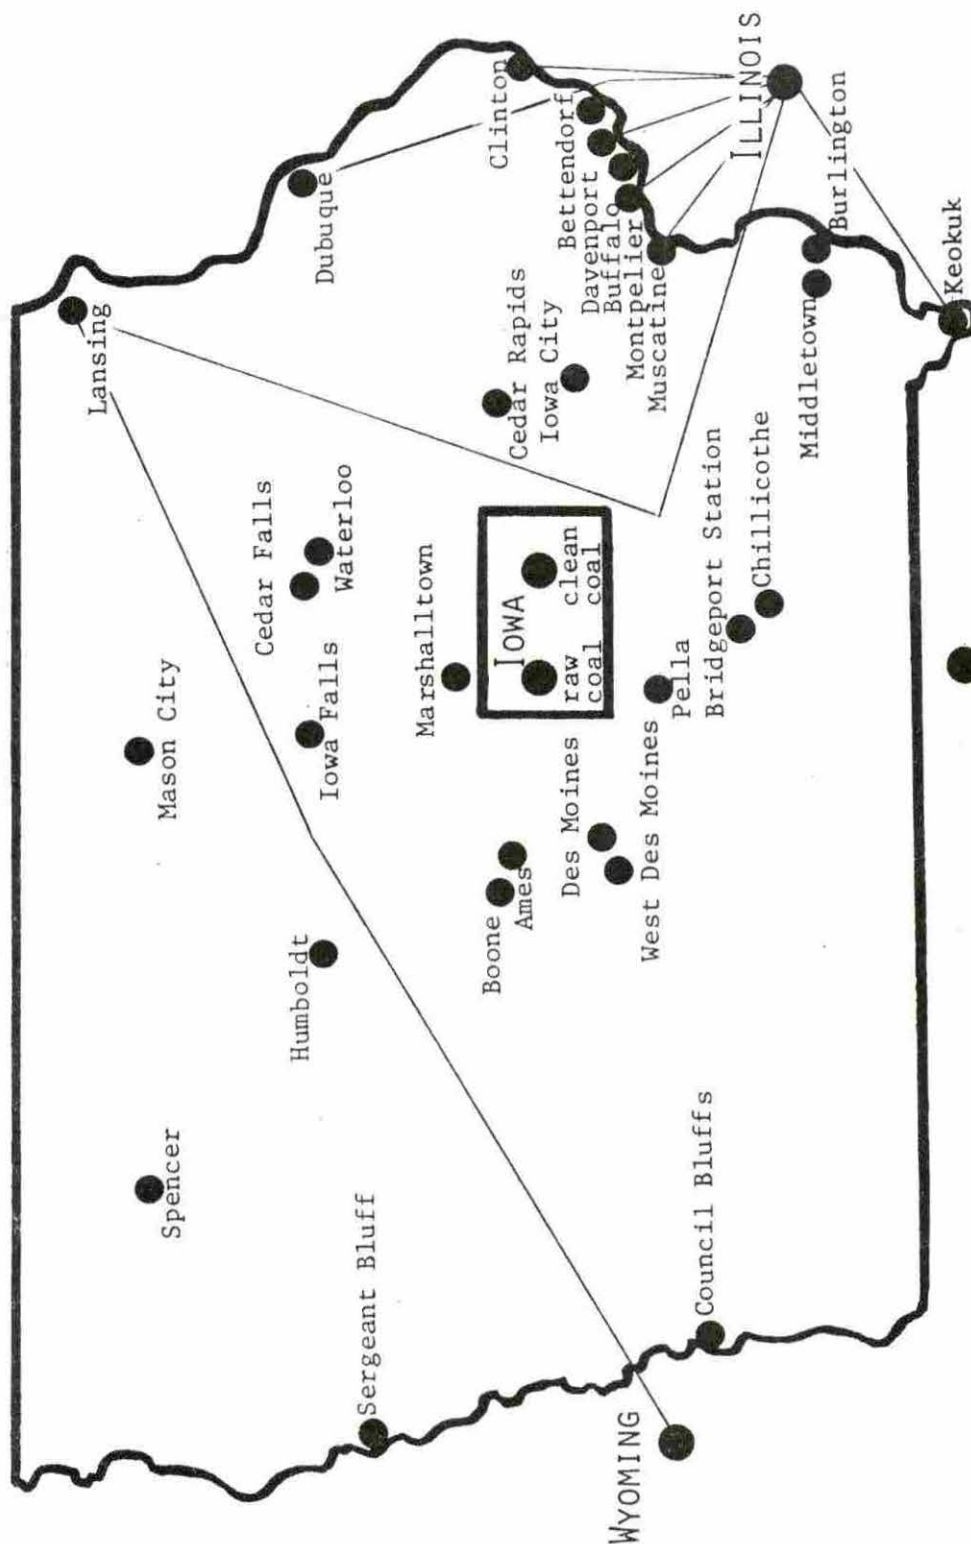 Lansing
Mason City
Spencer
Dubuque
Cedar Falls
Waterloo
Iowa Falls
Humboldt
Sergeant Bluff
Clinton
Bettendorf
Davenport
Buffalo
Montpelier
Muscatine
Cedar Rapids
Iowa City
Marshalltown
IOWA
raw clean
coal coal
Boone
Ames
Des Moines
West Des Moines
Pella
Bridgeport Station
Chillicothe
Council Bluffs
WYOMING
ILLINOIS
Burlington
Middletown
Keokuk